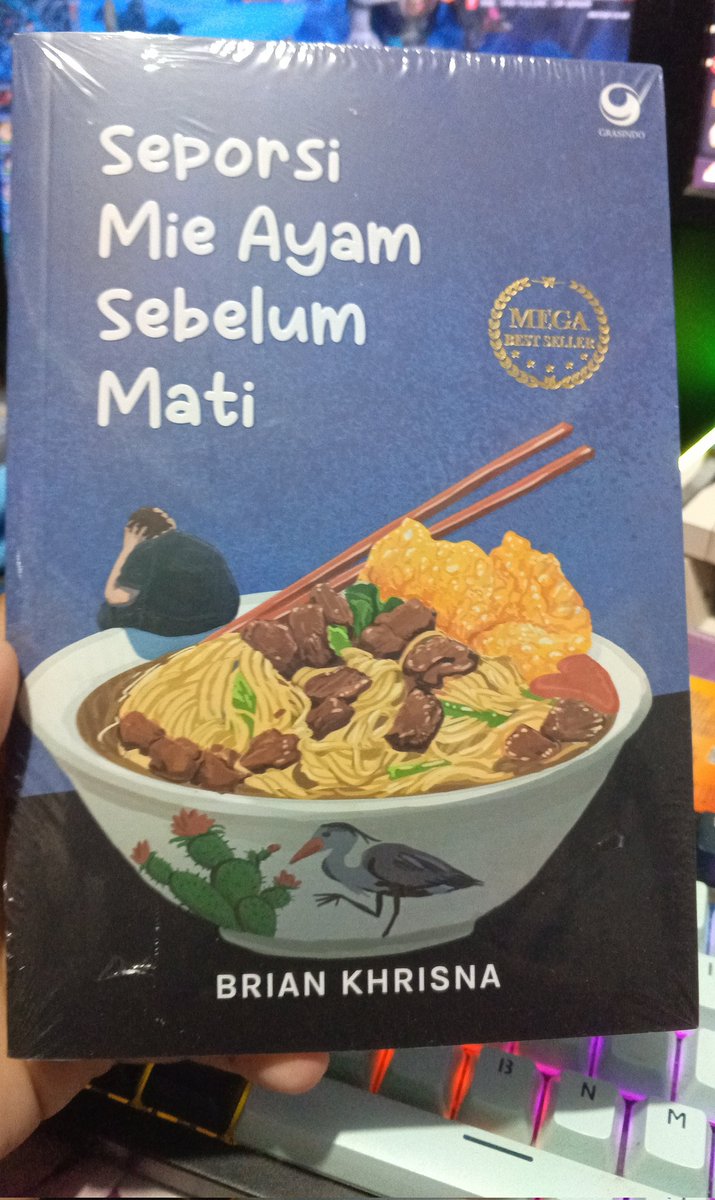 GRASINDO
Seporsi
Mie Ayam
Sebelum
Mati
MEGA
BEST SELLER
BRIAN KHRISNA
B
N
M